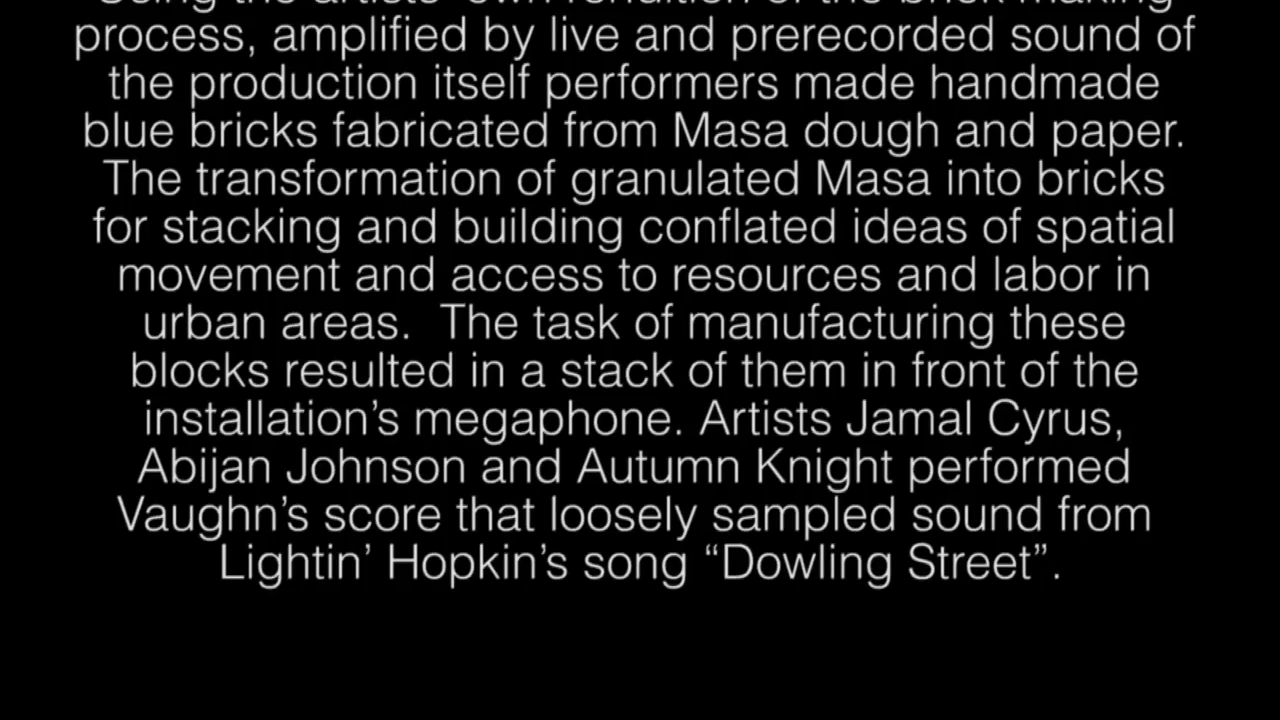 Using the artists' own rendition of the brick making
process, amplified by live and prerecorded sound of
the production itself performers made handmade
blue bricks fabricated from Masa dough and paper.
The transformation of granulated Masa into bricks
for stacking and building conflated ideas of spatial
movement and access to resources and labor in
urban areas.  The task of manufacturing these
blocks resulted in a stack of them in front of the
installation’s megaphone. Artists Jamal Cyrus,
Abijan Johnson and Autumn Knight performed
Vaughn’s score that loosely sampled sound from
Lightin’ Hopkin’s song “Dowling Street”.